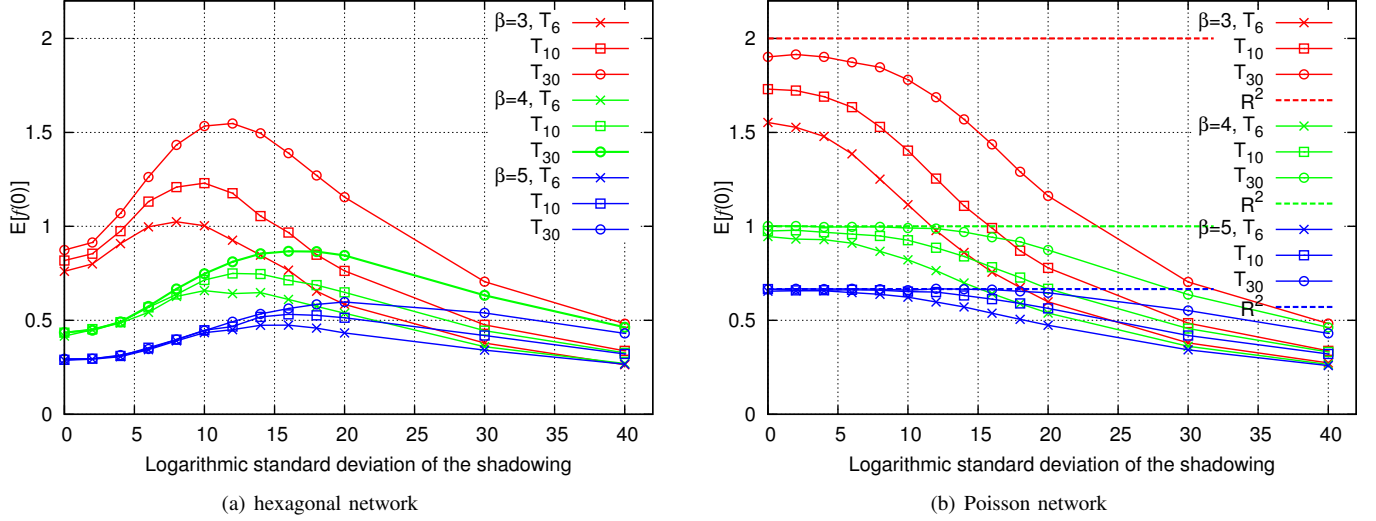 2
1.5
1
0.5
0
E[f(0)]
0 5 10 15 20 25 30 35 40
Logarithmic standard deviation of the shadowing
β=3, T6
T10
T30
β=4, T6
T10
T30
β=5, T6
T10
T30
(a) hexagonal network
2
1.5
1
0.5
0
E[f(0)]
0 5 10 15 20 25 30 35 40
Logarithmic standard deviation of the shadowing
β=3, T6
T10
T30
R2
β=4, T6
T10
T30
R2
β=5, T6
T10
T30
R2
(b) Poisson network